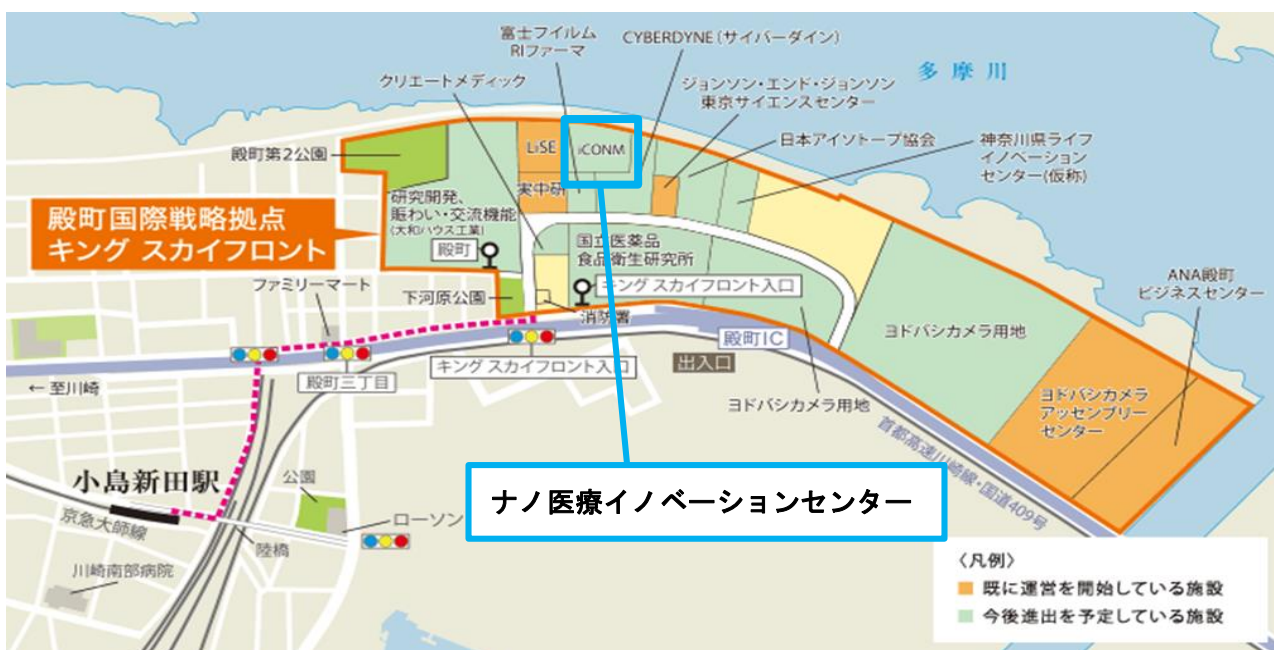 富士フイルム
RIファーマ
CYBERDYNE(サイバーダイン)
多摩川
クリエートメディック
ジョンソン・エンド・ジョンソン
東京サイエンスセンター
殿町第2公園
LiSE
iCONM
日本アイソトープ協会
神奈川県ライフ
イノベーション
センター(仮称)
実中研
研究開発、
賑わい・交流機能
(大和ハウス工業)
殿町国際戦略拠点
キング スカイフロント
殿町
国立医薬品
食品衛生研究所
ファミリーマート
下河原公園
キング スカイフロント入口
消防署
ANA殿町
ビジネスセンター
殿町IC
ヨドバシカメラ用地
← 至川崎
殿町三丁目
キング スカイフロント入口
出入口
ヨドバシカメラ用地
ヨドバシカメラ
アッセンブリー
センター
首都高速川崎線・国道409号
小島新田駅
公園
ナノ医療イノベーションセンター
京急大師線
ローソン
陸橋
川崎南部病院
〈凡例〉
既に運営を開始している施設
今後進出を予定している施設